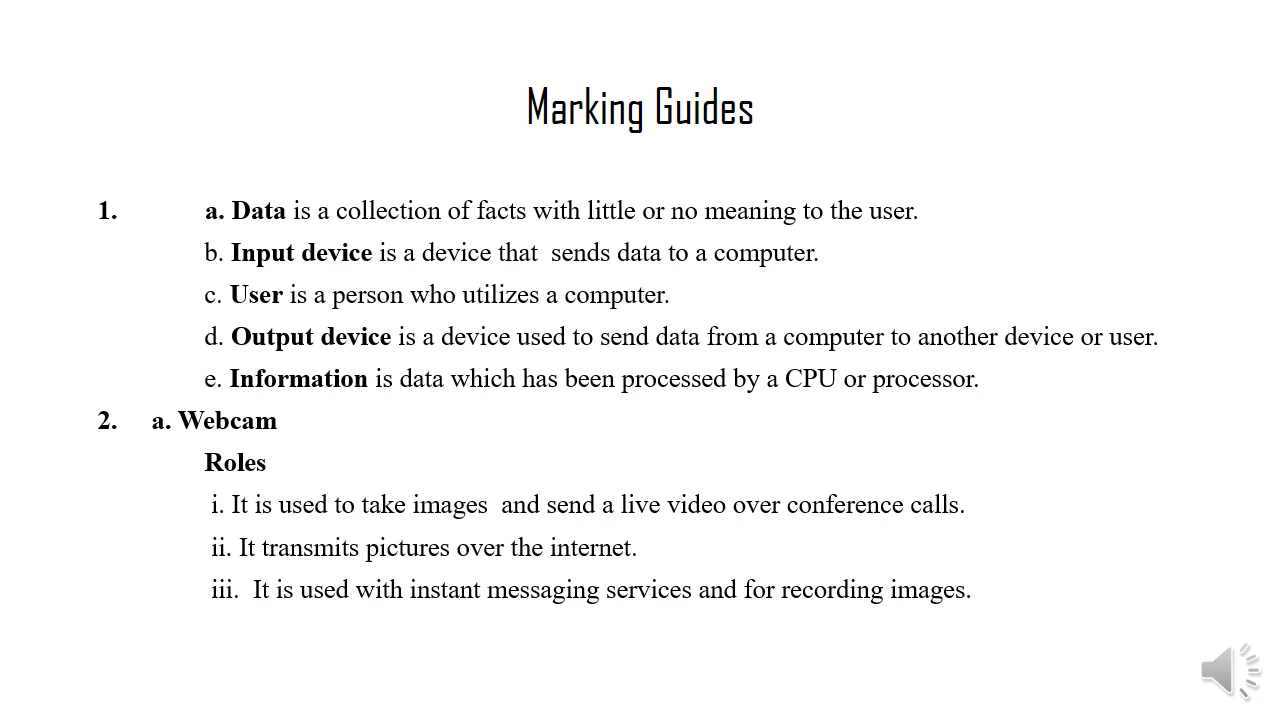 Marking Guides
1. a. Data is a collection of facts with little or no meaning to the user.
b. Input device is a device that  sends data to a computer.
c. User is a person who utilizes a computer.
d. Output device is a device used to send data from a computer to another device or user.
e. Information is data which has been processed by a CPU or processor.
2. a. Webcam
Roles
i. It is used to take images  and send a live video over conference calls.
ii. It transmits pictures over the internet.
iii.  It is used with instant messaging services and for recording images.